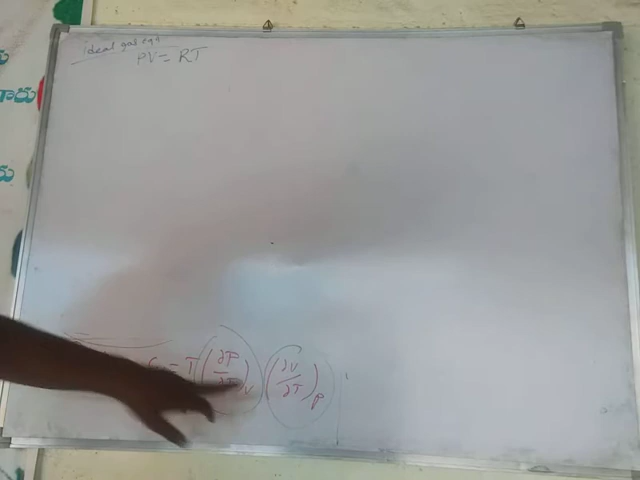 గారు
ideal gas eqn
PV = RT
= T (∂P/∂T)V (∂V/∂T)P